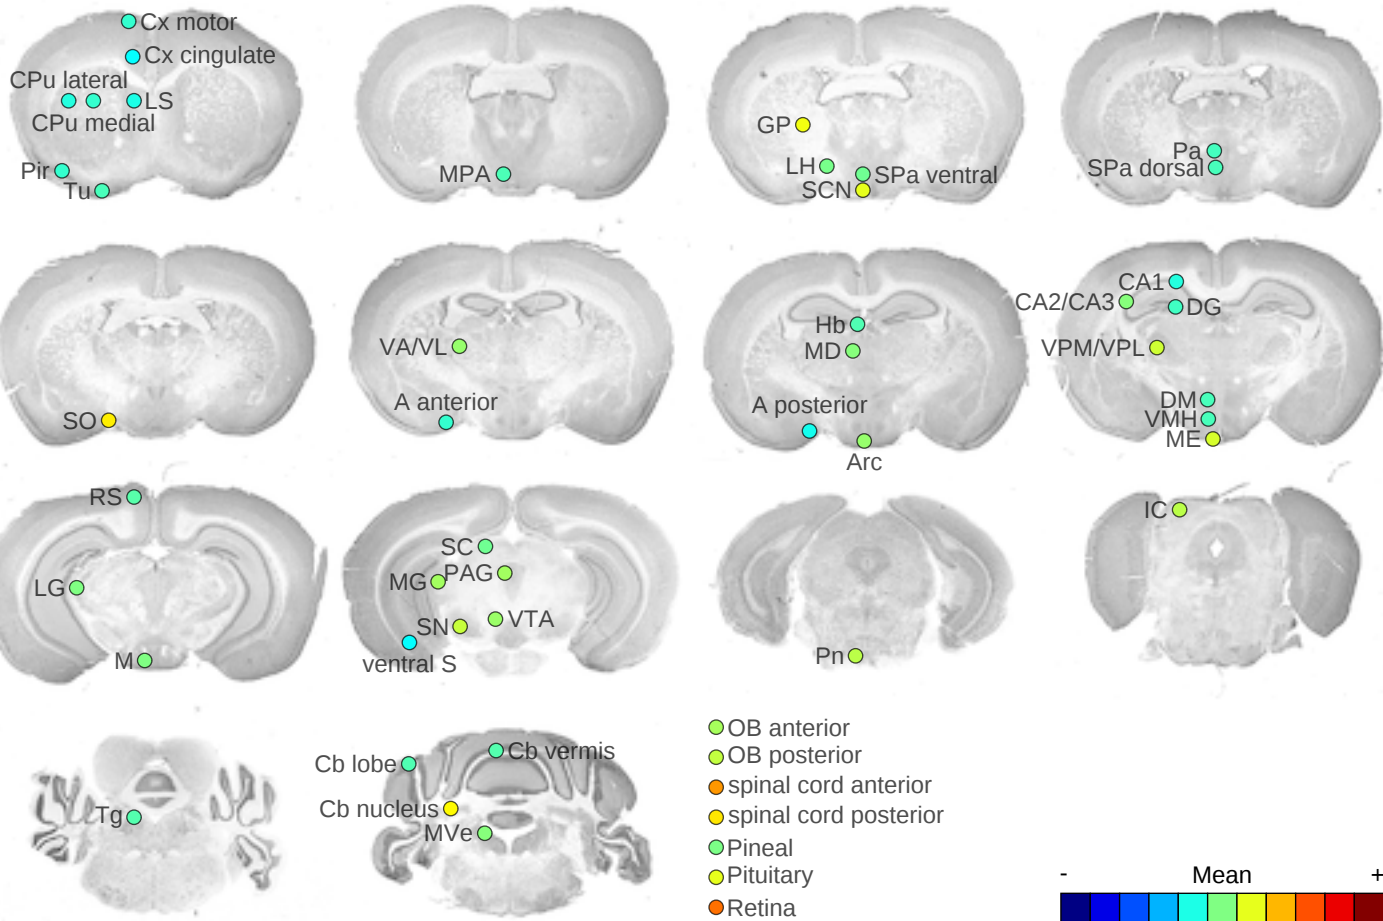 Cx motor
Cx cingulate
CPu lateral
LS
CPu medial
Pir
Tu
MPA
GP
LH
SPa ventral
SCN
Pa
SPa dorsal
SO
VA/VL
A anterior
Hb
MD
A posterior
Arc
CA1
CA2/CA3
DG
VPM/VPL
DM
VMH
ME
RS
LG
M
SC
MG
PAG
SN
VTA
ventral S
Pn
IC
Tg
Cb lobe
Cb vermis
Cb nucleus
MVe
OB anterior
OB posterior
spinal cord anterior
spinal cord posterior
Pineal
Pituitary
Retina
- Mean +